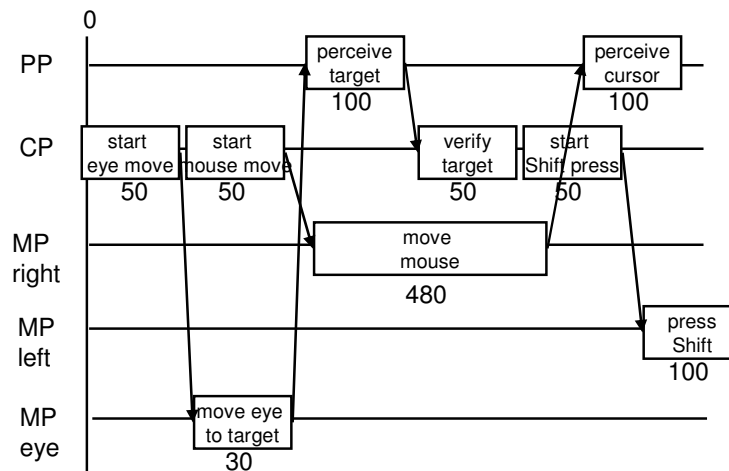 0
PP
perceive
target
100
perceive
cursor
100
CP
start
eye move
50
start
mouse move
50
verify
target
50
start
Shift press
50
MP
right
move
mouse
480
MP
left
press
Shift
100
MP
eye
move eye
to target
30